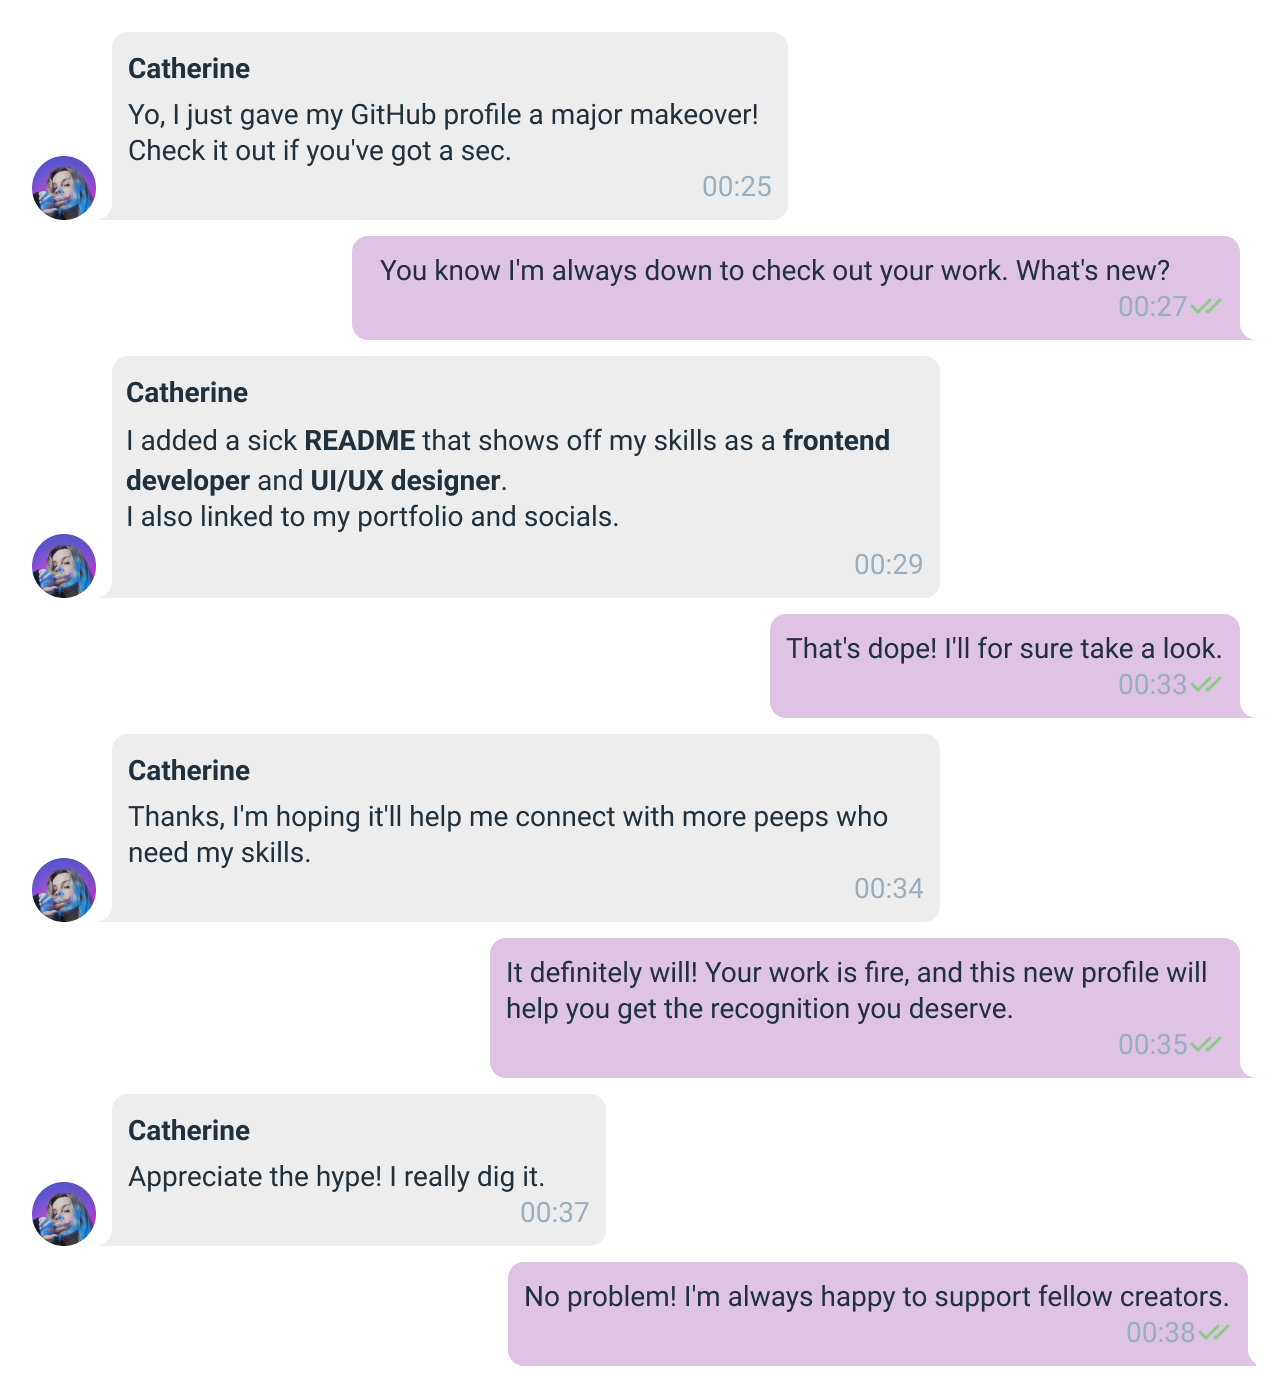 Catherine
Yo, I just gave my GitHub profile a major makeover!
Check it out if you've got a sec.
00:25
You know I'm always down to check out your work. What's new?
00:27
Catherine
I added a sick README that shows off my skills as a frontend
developer and UI/UX designer.
I also linked to my portfolio and socials.
00:29
That's dope! I'll for sure take a look.
00:33
Catherine
Thanks, I'm hoping it'll help me connect with more peeps who
need my skills.
00:34
It definitely will! Your work is fire, and this new profile will
help you get the recognition you deserve.
00:35
Catherine
Appreciate the hype! I really dig it.
00:37
No problem! I'm always happy to support fellow creators.
00:38